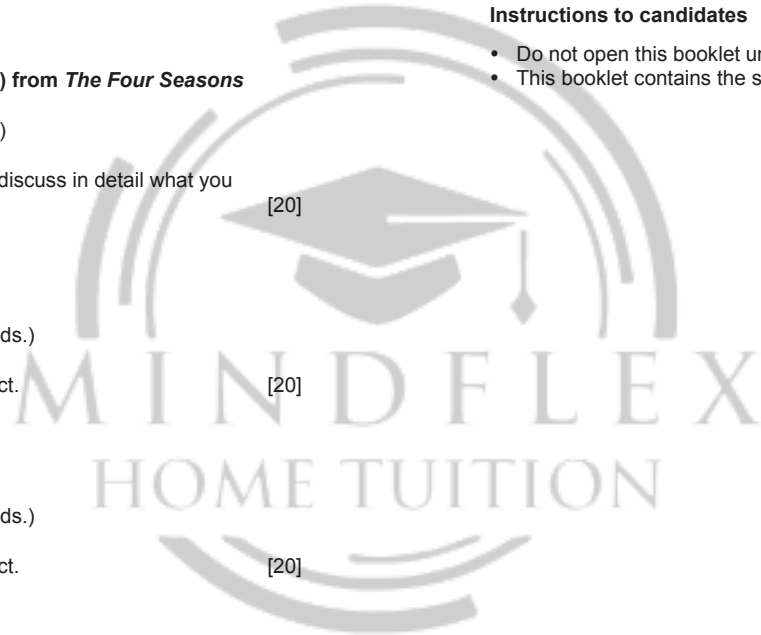 ) from The Four Seasons
)
discuss in detail what you
[20]
ds.)
ct. [20]
ds.)
ct. [20]
Instructions to candidates
• Do not open this booklet
• This booklet contains the
MINDFLEX
HOME TUITION